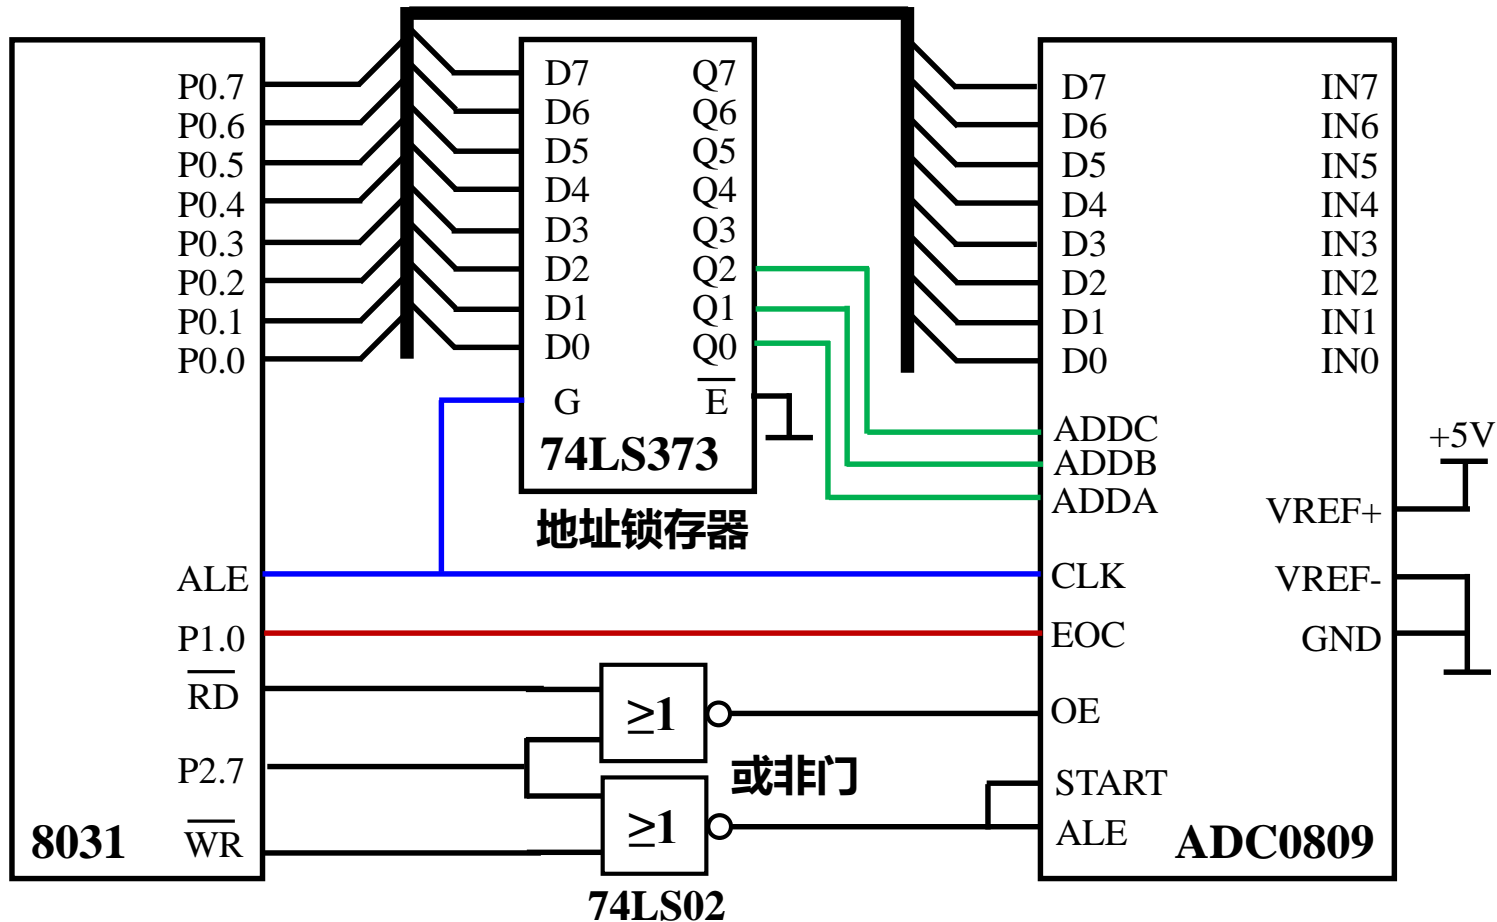 P0.7
P0.6
P0.5
P0.4
P0.3
P0.2
P0.1
P0.0
ALE
P1.0
RD
P2.7
WR
8031
D7 Q7
D6 Q6
D5 Q5
D4 Q4
D3 Q3
D2 Q2
D1 Q1
D0 Q0
G E
74LS373
地址锁存器
≥1
或非门
≥1
74LS02
D7 IN7
D6 IN6
D5 IN5
D4 IN4
D3 IN3
D2 IN2
D1 IN1
D0 IN0
ADDC
ADDB
ADDA
VREF+
CLK VREF-
EOC GND
OE
START
ALE
ADC0809
+5V